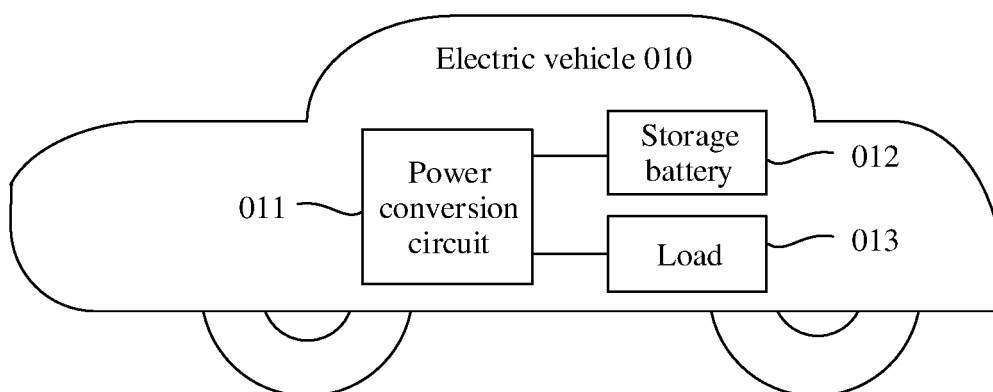 Electric vehicle 010
Storage
battery
012
Power
conversion
circuit
011
Load
013